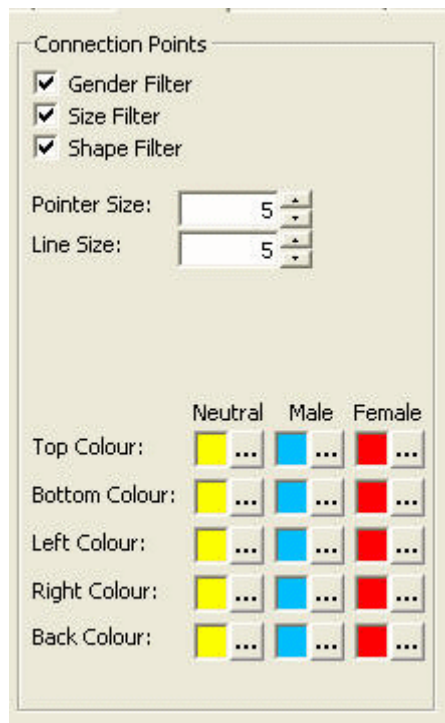 Connection Points
Gender Filter
Size Filter
Shape Filter
Pointer Size: 5
Line Size: 5
Neutral Male Female
Top Colour: ... ... ...
Bottom Colour: ... ... ...
Left Colour: ... ... ...
Right Colour: ... ... ...
Back Colour: ... ... ...